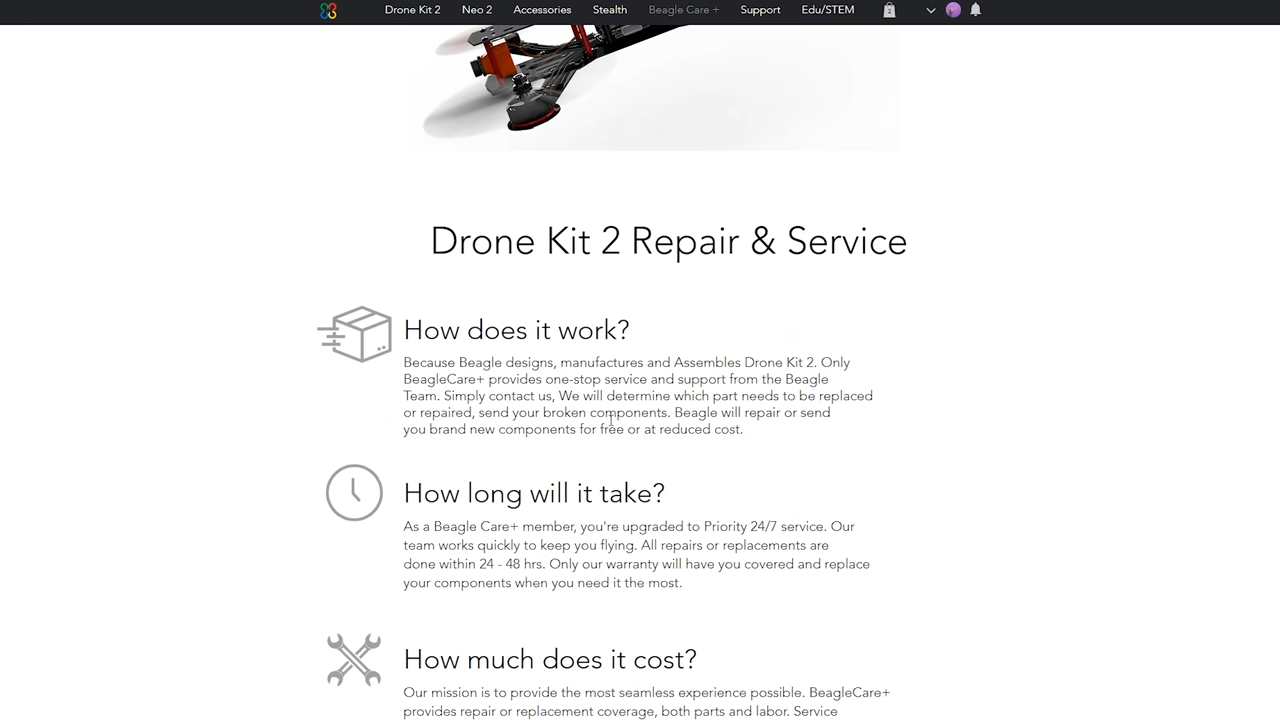 Drone Kit 2 Neo 2 Accessories Stealth Beagle Care + Support Edu/STEM
Drone Kit 2 Repair & Service
How does it work?
Because Beagle designs, manufactures and Assembles Drone Kit 2. Only
BeagleCare+ provides one-stop service and support from the Beagle
Team. Simply contact us, We will determine which part needs to be replaced
or repaired, send your broken components. Beagle will repair or send
you brand new components for free or at reduced cost.
How long will it take?
As a Beagle Care+ member, you're upgraded to Priority 24/7 service. Our
team works quickly to keep you flying. All repairs or replacements are
done within 24 - 48 hrs. Only our warranty will have you covered and replace
your components when you need it the most.
How much does it cost?
Our mission is to provide the most seamless experience possible. BeagleCare+
provides repair or replacement coverage, both parts and labor. Service